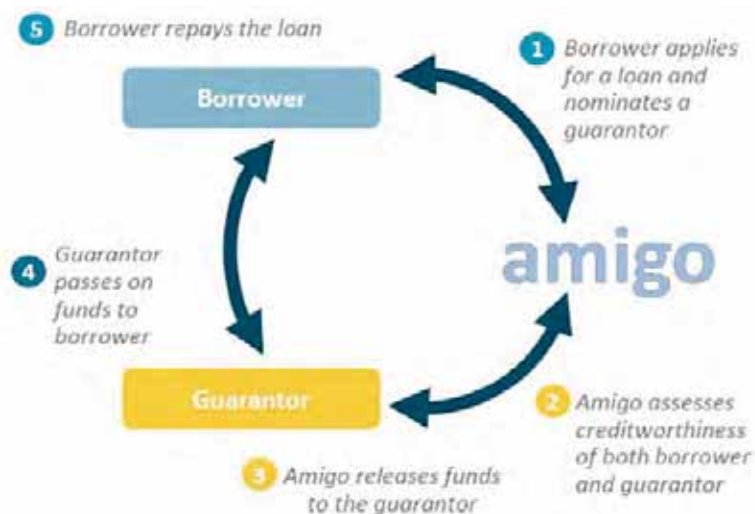 5 Borrower repays the loan
1 Borrower applies
for a loan and
nominates a
guarantor
Borrower
amigo
4 Guarantor
passes on
funds to
borrower
Guarantor
2 Amigo assesses
creditworthiness
of both borrower
and guarantor
3 Amigo releases funds
to the guarantor